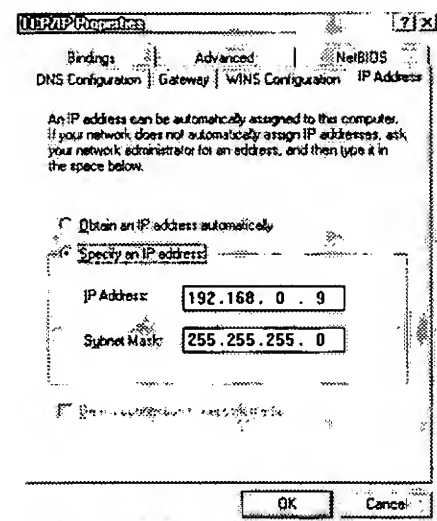 TCP/IP Properties
? ×
Bindings Advanced NetBIOS
DNS Configuration Gateway WINS Configuration IP Address
An IP address can be automatically assigned to this computer.
If your network does not automatically assign IP addresses, ask
your network administrator for an address, and then type it in
the space below.
Obtain an IP address automatically
Specify an IP address:
IP Address: 192.168. 0 . 9
Subnet Mask: 255.255.255. 0
OK Cancel